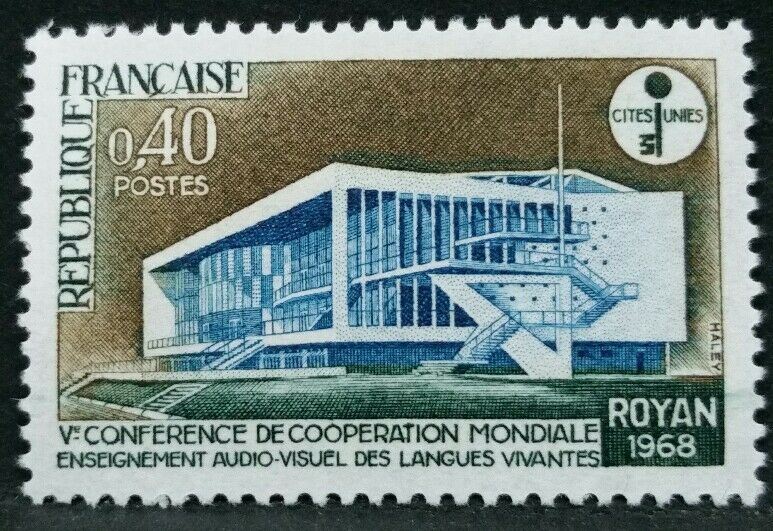 REPUBLIQUE
FRANÇAISE
0,40
POSTES
CITES UNIES
HALEY
Ve CONFERENCE DE COOPERATION MONDIALE
ENSEIGNEMENT AUDIO-VISUEL DES LANGUES VIVANTES
ROYAN
1968